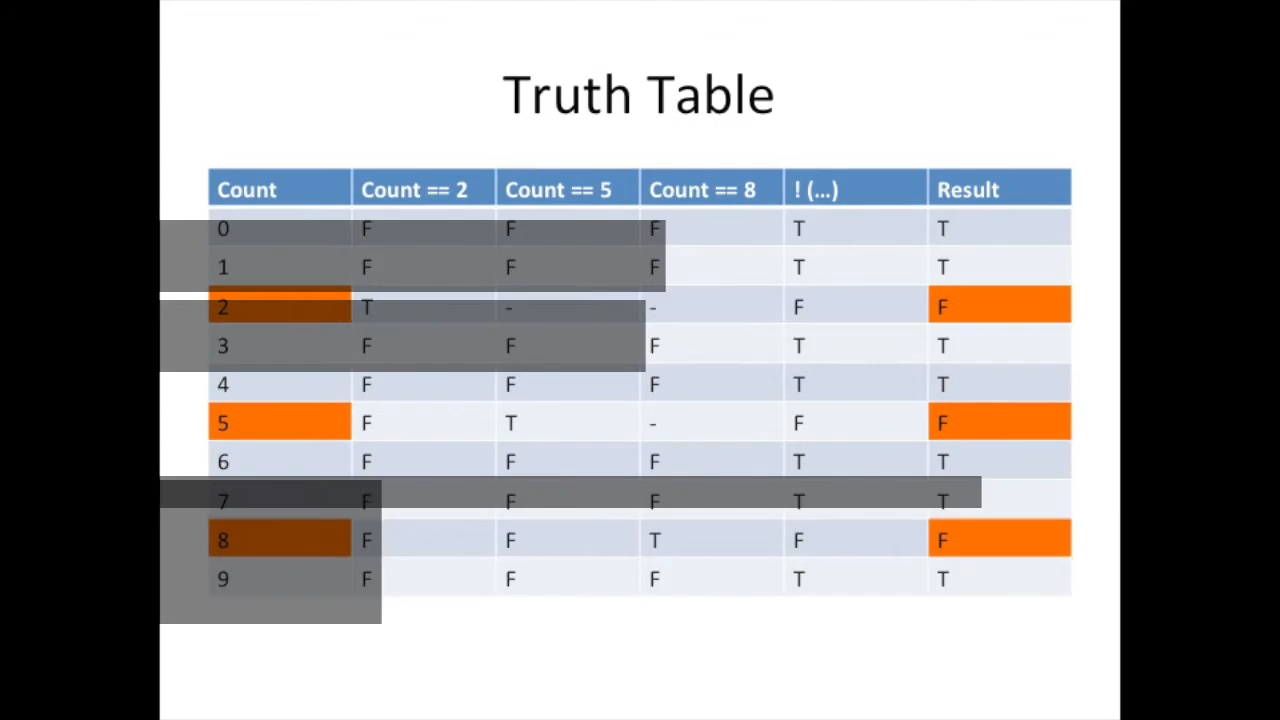 Truth Table
Count Count == 2 Count == 5 Count == 8 ! (…) Result
0 F F F T T
1 F F F T T
2 T - - F F
3 F F F T T
4 F F F T T
5 F T - F F
6 F F F T T
7 F F F T T
8 F F T F F
9 F F F T T